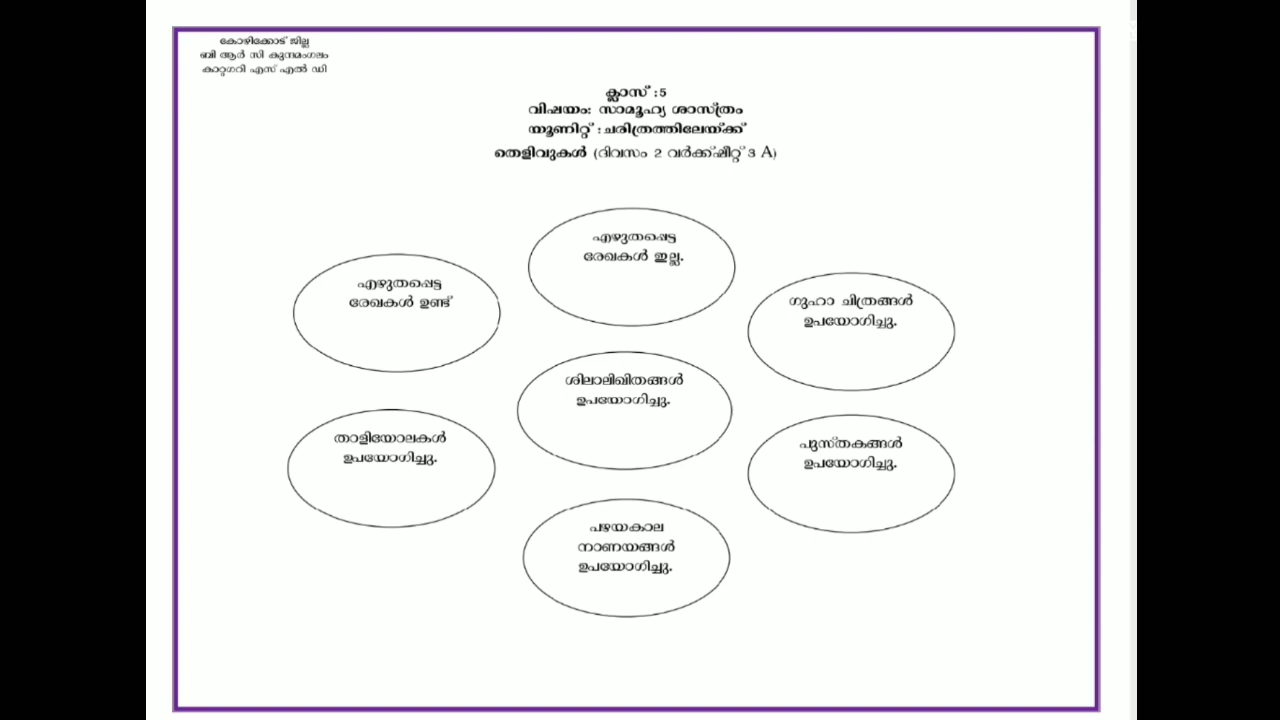 കോഴിക്കോട് ജില്ല
ബി ആർ സി കുന്ദമംഗലം
കാറ്റഗറി എസ് എൽ ഡി
ക്ലാസ് :5
വിഷയം: സാമൂഹ്യ ശാസ്ത്രം
യൂണിറ്റ് :ചരിത്രത്തിലേയ്ക്ക്
തെളിവുകൾ (ദിവസം 2 വർക്ക്ഷീറ്റ് 3 A)
എഴുതപ്പെട്ട
രേഖകൾ ഇല്ല.
എഴുതപ്പെട്ട
രേഖകൾ ഉണ്ട്
ഗുഹാ ചിത്രങ്ങൾ
ഉപയോഗിച്ചു.
ശിലാലിഖിതങ്ങൾ
ഉപയോഗിച്ചു.
താളിയോലകൾ
ഉപയോഗിച്ചു.
പുസ്തകങ്ങൾ
ഉപയോഗിച്ചു.
പഴയകാല
നാണയങ്ങൾ
ഉപയോഗിച്ചു.